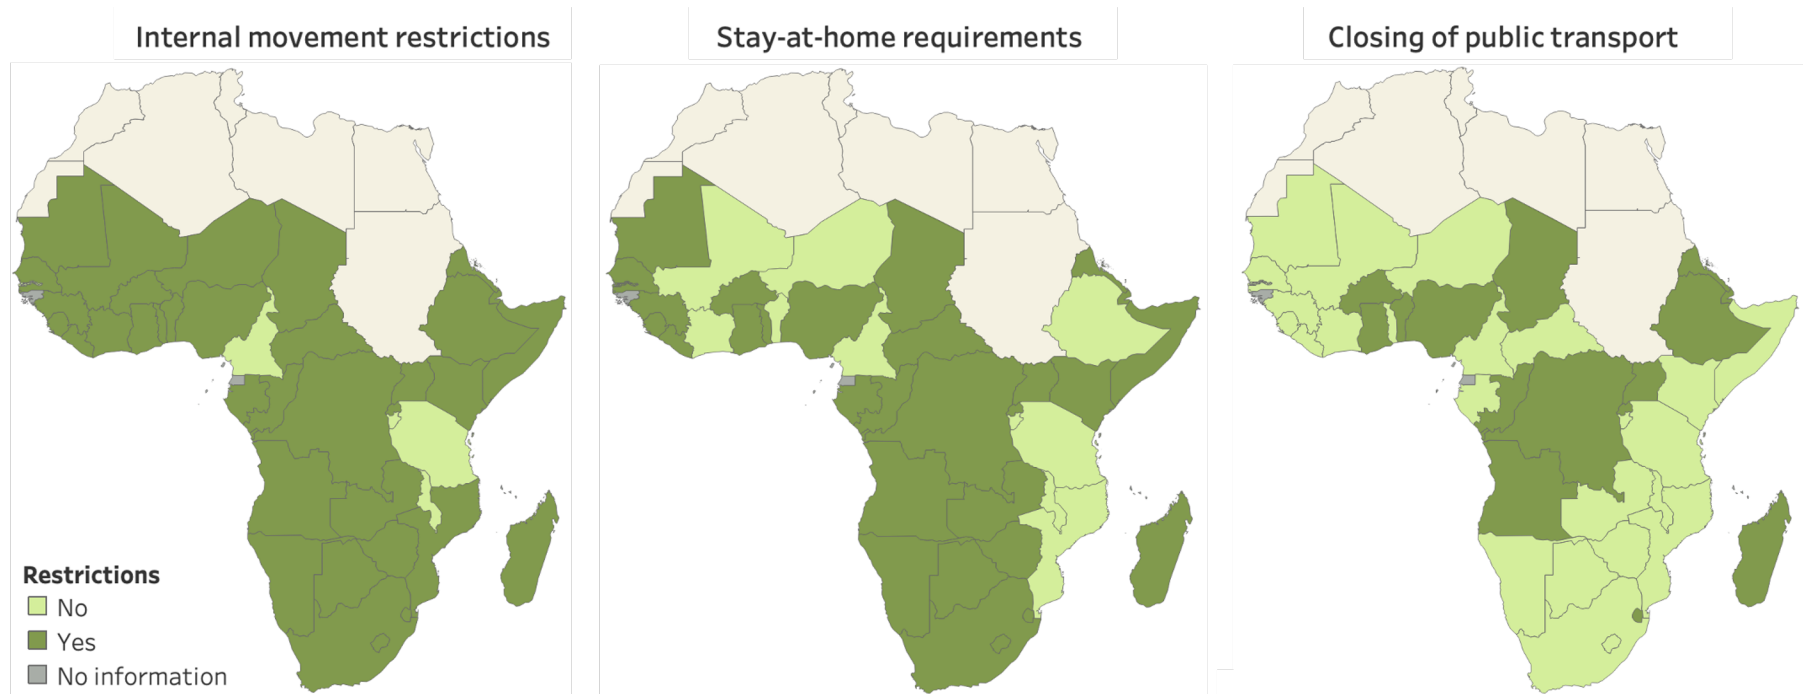 Internal movement restrictions
Stay-at-home requirements
Closing of public transport
Restrictions
No
Yes
No information